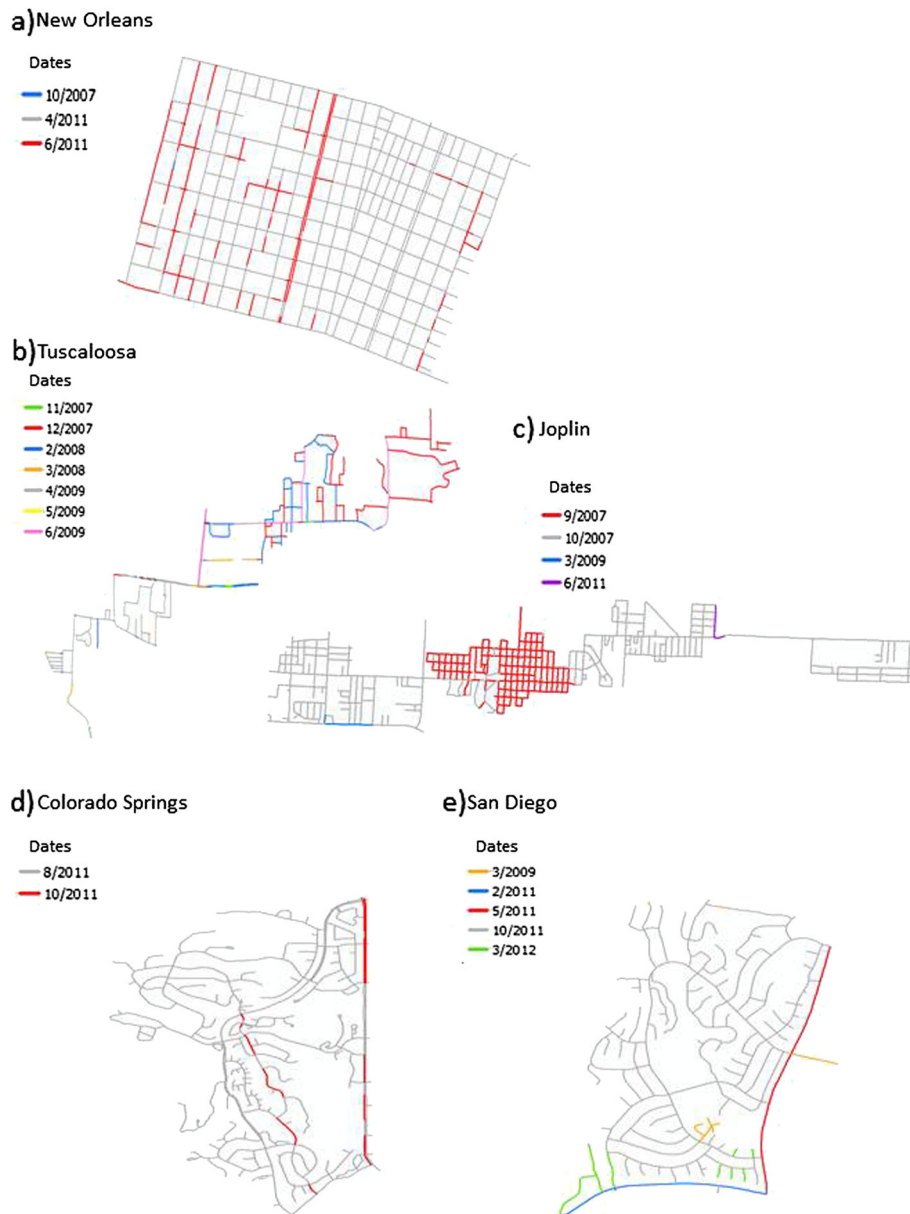 a) New Orleans
Dates
10/2007
4/2011
6/2011
b) Tuscaloosa
Dates
11/2007
12/2007
2/2008
3/2008
4/2009
5/2009
6/2009
c) Joplin
Dates
9/2007
10/2007
3/2009
6/2011
d) Colorado Springs
Dates
8/2011
10/2011
e) San Diego
Dates
3/2009
2/2011
5/2011
10/2011
3/2012